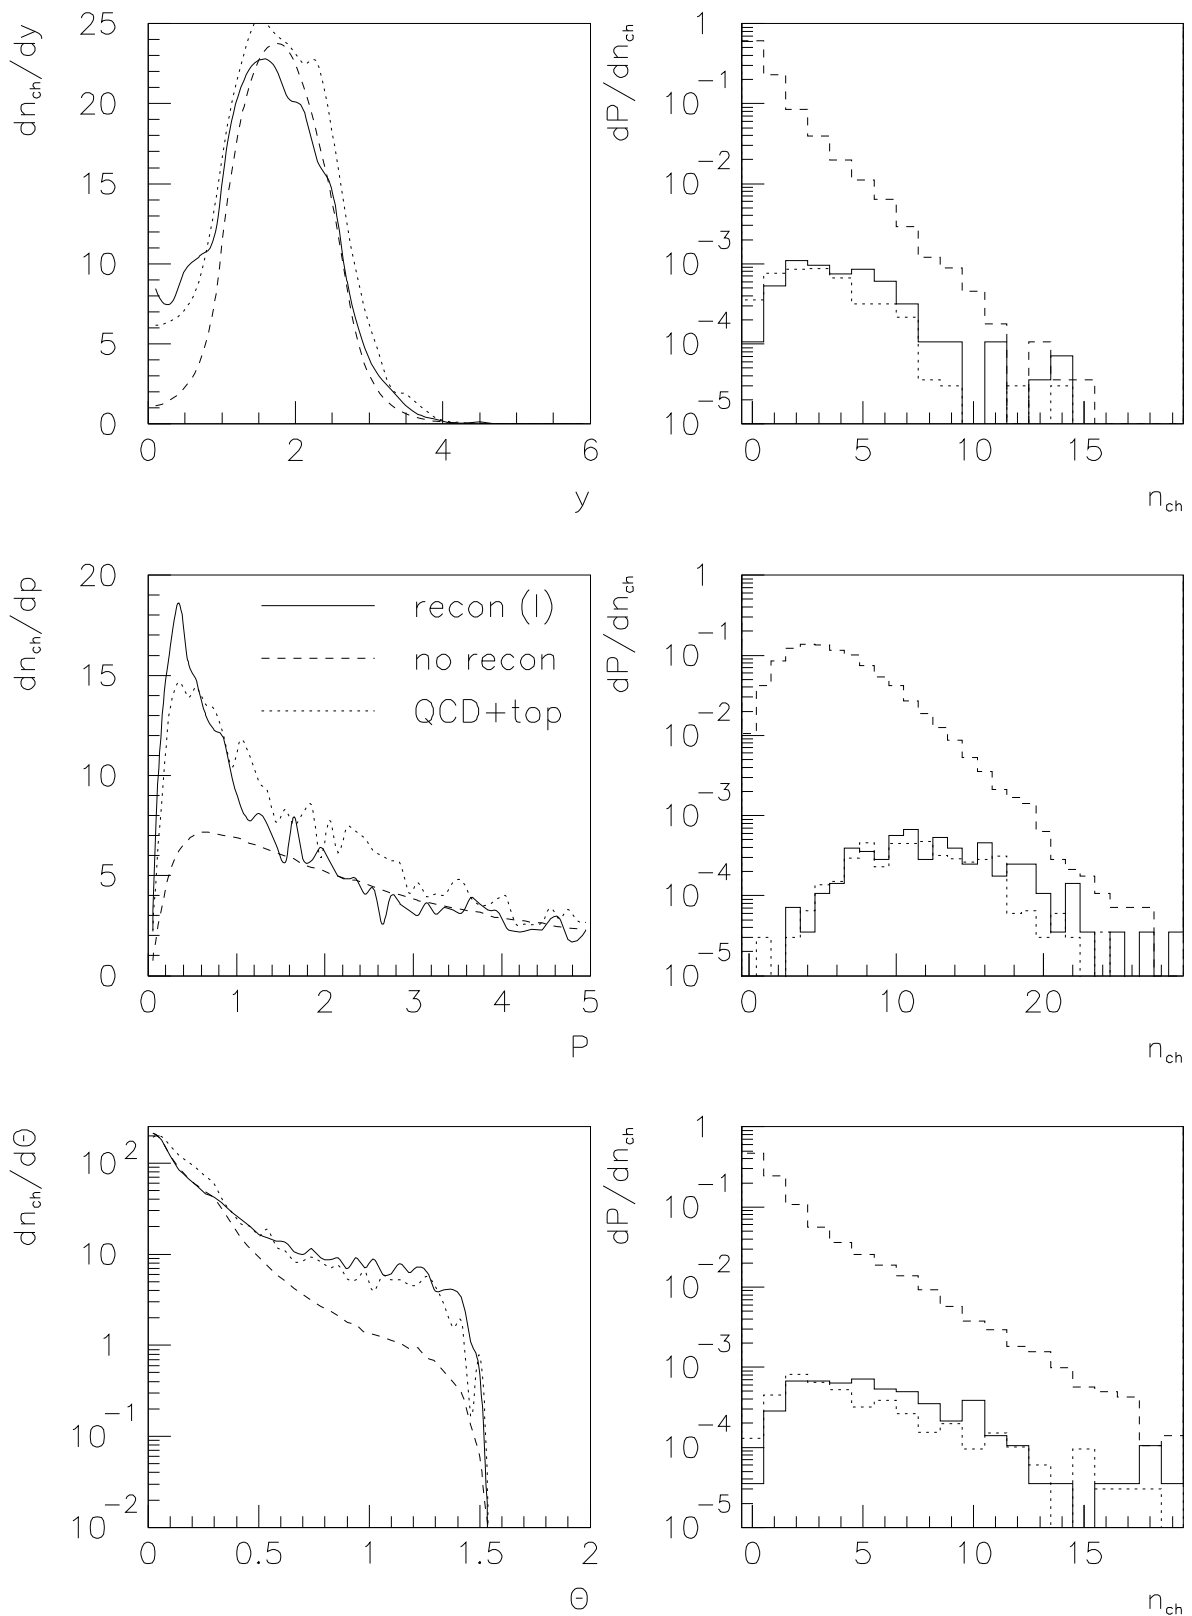 dn_ch/dy
25
20
15
10
5
0
0 2 4 6
y
dP/dn_ch
1
10^-1
10^-2
10^-3
10^-4
10^-5
0 5 10 15
n_ch
dn_ch/dp
20
15
10
5
0
recon (I)
no recon
QCD+top
0 1 2 3 4 5
P
dP/dn_ch
1
10^-1
10^-2
10^-3
10^-4
10^-5
0 10 20
n_ch
dn_ch/dΘ
10^2
10
1
10^-1
10^-2
0 0.5 1 1.5 2
Θ
dP/dn_ch
1
10^-1
10^-2
10^-3
10^-4
10^-5
0 5 10 15
n_ch